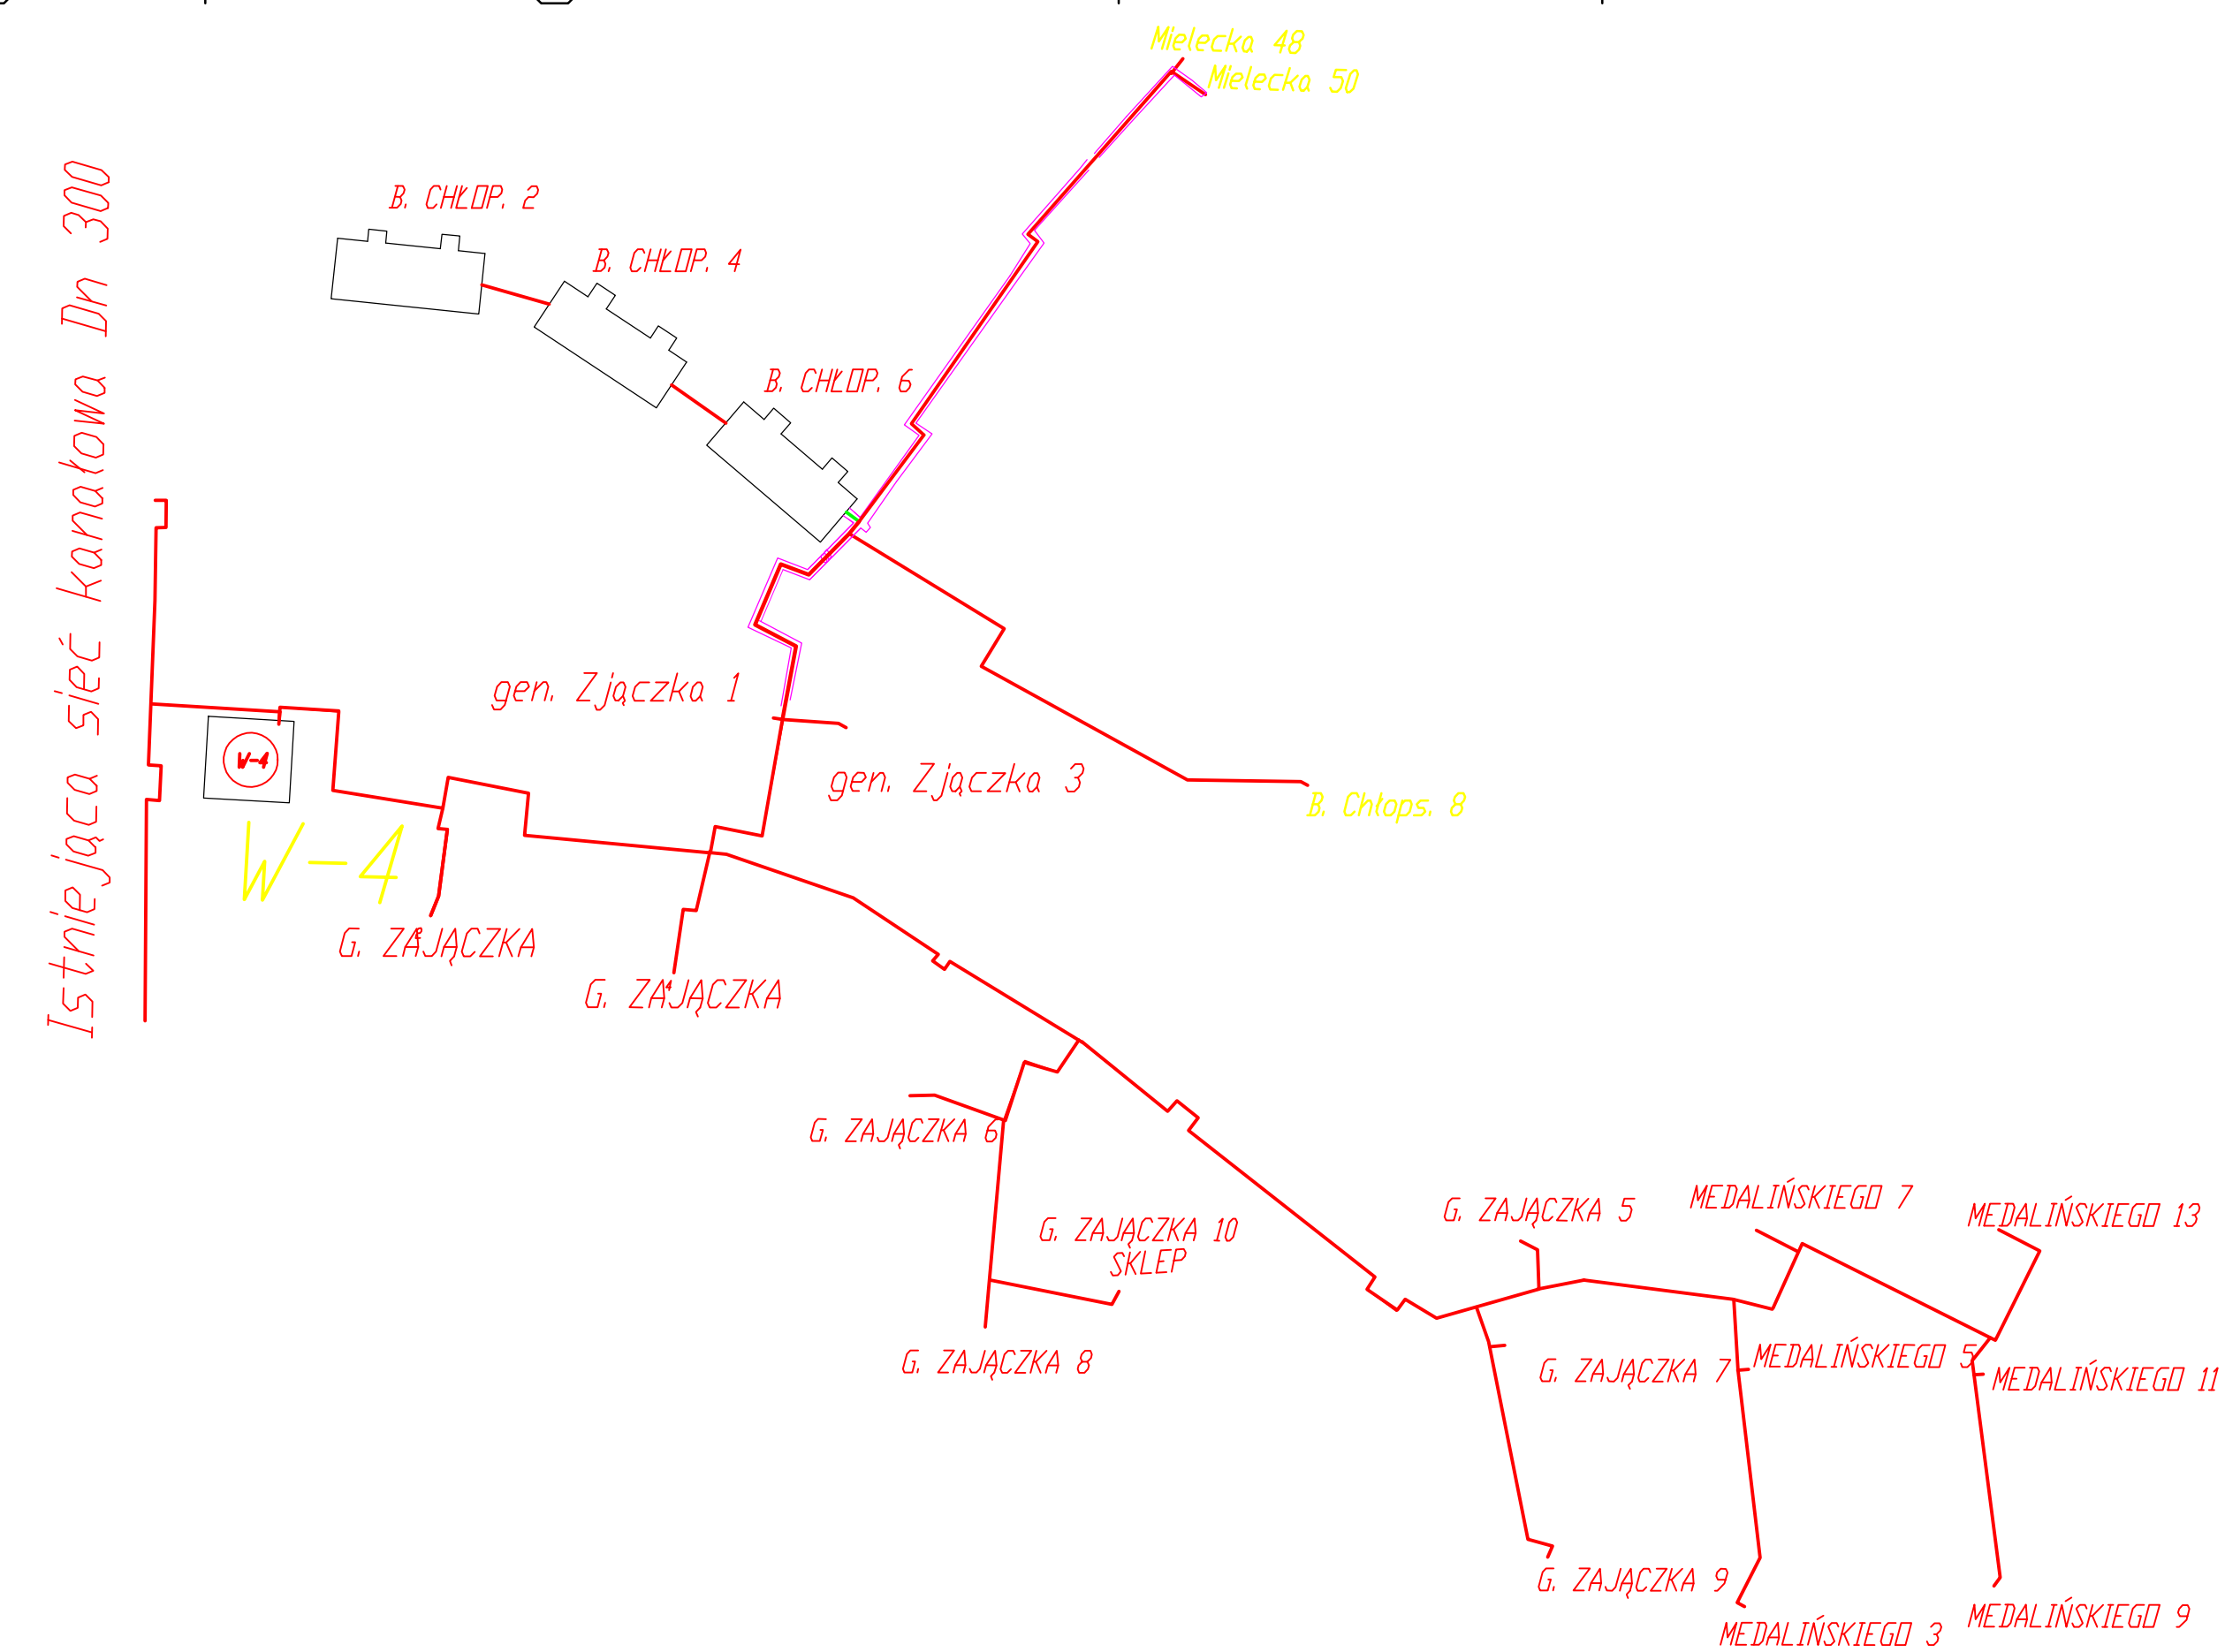 Mielecka 48
Mielecka 50
B. CHŁOP. 2
B. CHŁOP. 4
B. CHŁOP. 6
Istniejąca sieć kanałowa Dn 300
gen. Zjączka 1
gen. Zjączka 3
W-4
B. Chłops. 8
W-4
G. ZAJĄCZKA 2
G. ZAJĄCZKA 4
G. ZAJĄCZKA 6
G. ZAJĄCZKA 10
SKLEP
G. ZAJĄCZKA 8
G. ZAJĄCZKA 5
MEDALIŃSKIEGO 7
MEDALIŃSKIEGO 13
G. ZAJĄCZKA 7
MEDALIŃSKIEGO 5
MEDALIŃSKIEGO 11
G. ZAJĄCZKA 9
MEDALIŃSKIEGO 3
MEDALIŃSKIEGO 9